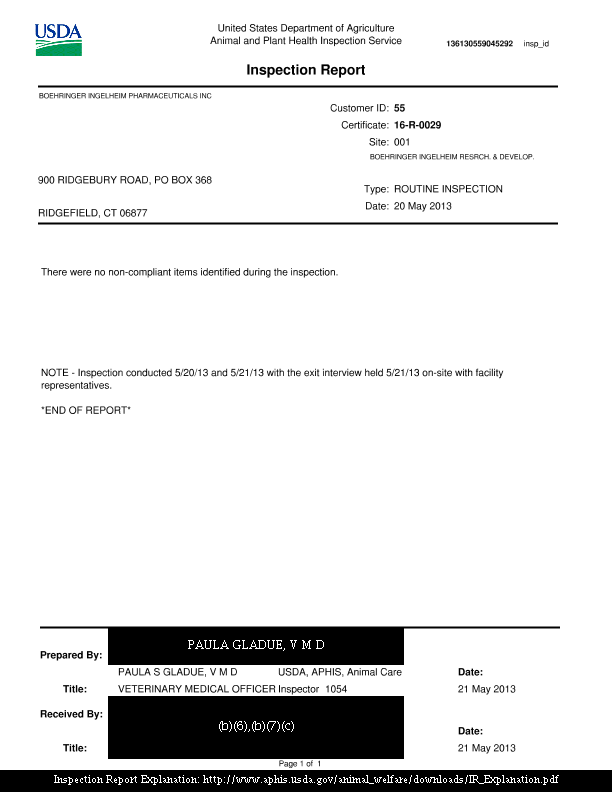 USDA
United States Department of Agriculture
Animal and Plant Health Inspection Service
136130559045292 insp_id
Inspection Report
BOEHRINGER INGELHEIM PHARMACEUTICALS INC
Customer ID: 55
Certificate: 16-R-0029
Site: 001
BOEHRINGER INGELHEIM RESRCH. & DEVELOP.
900 RIDGEBURY ROAD, PO BOX 368
Type: ROUTINE INSPECTION
Date: 20 May 2013
RIDGEFIELD, CT 06877
There were no non-compliant items identified during the inspection.
NOTE - Inspection conducted 5/20/13 and 5/21/13 with the exit interview held 5/21/13 on-site with facility
representatives.
*END OF REPORT*
PAULA GLADUE, V M D
Prepared By:
PAULA S GLADUE, V M D USDA, APHIS, Animal Care Date:
Title: VETERINARY MEDICAL OFFICER Inspector 1054 21 May 2013
Received By:
(b)(6),(b)(7)(c)
Date:
Title: 21 May 2013
Page 1 of 1
Inspection Report Explanation: http://www.aphis.usda.gov/animal_welfare/downloads/IR_Explanation.pdf